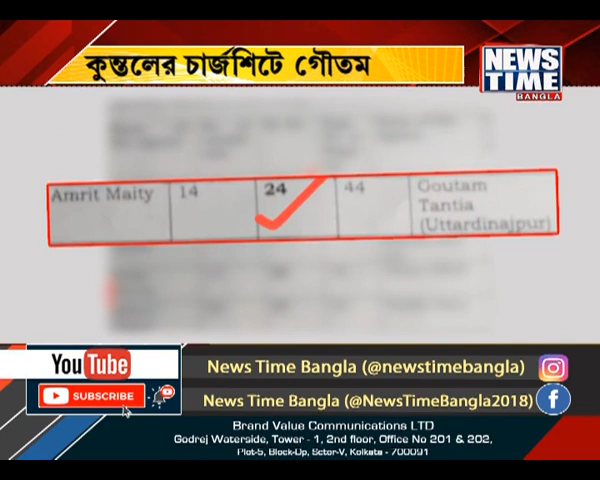 কুন্তলের চার্জশিটে গৌতম
NEWS
TIME
BANGLA
Amrit Maity 14 24 44 Goutam
Tantia
(Uttardinajpur)
YouTube
SUBSCRIBE
News Time Bangla (@newstimebangla)
News Time Bangla (@NewsTimeBangla2018)
Brand Value Communications LTD
Godrej Waterside, Tower - 1, 2nd floor, Office No 201 & 202,
Plot-5, Block-Dp, Sctor-V, Kolkata - 700091